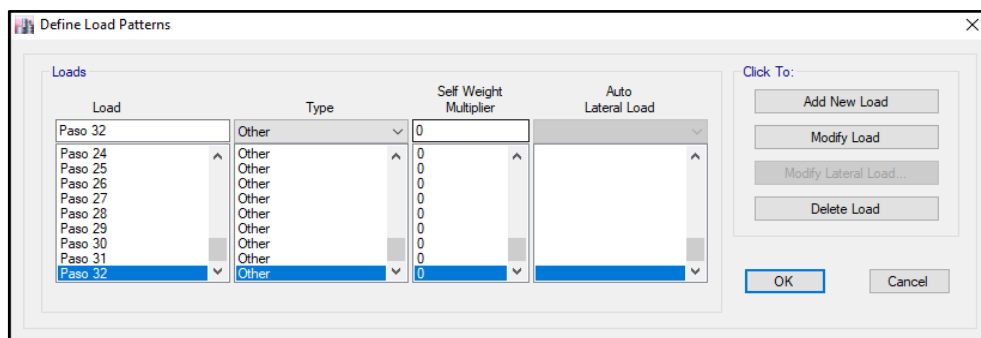 Define Load Patterns
Loads
Click To:
Load Type Self Weight Multiplier Auto Lateral Load
Paso 32 Other 0
Paso 24 Other 0
Paso 25 Other 0
Paso 26 Other 0
Paso 27 Other 0
Paso 28 Other 0
Paso 29 Other 0
Paso 30 Other 0
Paso 31 Other 0
Paso 32 Other 0
Add New Load
Modify Load
Modify Lateral Load...
Delete Load
OK Cancel